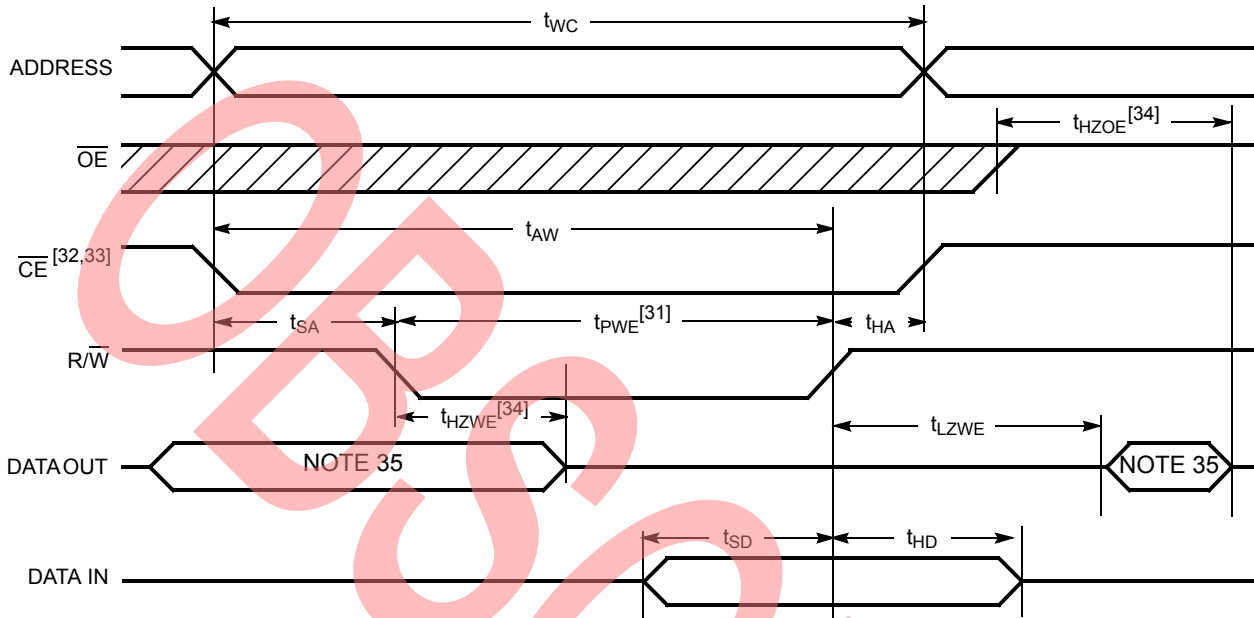 tWC
ADDRESS
tHZOE[34]
OE
tAW
CE [32,33]
tSA
tPWE[31]
tHA
R/W
tHZWE[34]
tLZWE
DATA OUT
NOTE 35
NOTE 35
tSD
tHD
DATA IN
OBSO